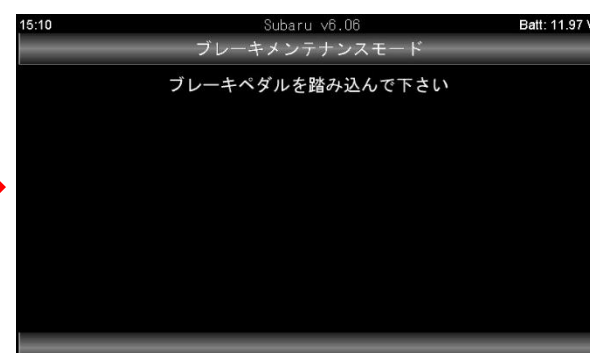 15:10 Subaru v6.06 Batt: 11.97 V
ブレーキメンテナンスモード
ブレーキペダルを踏み込んで下さい